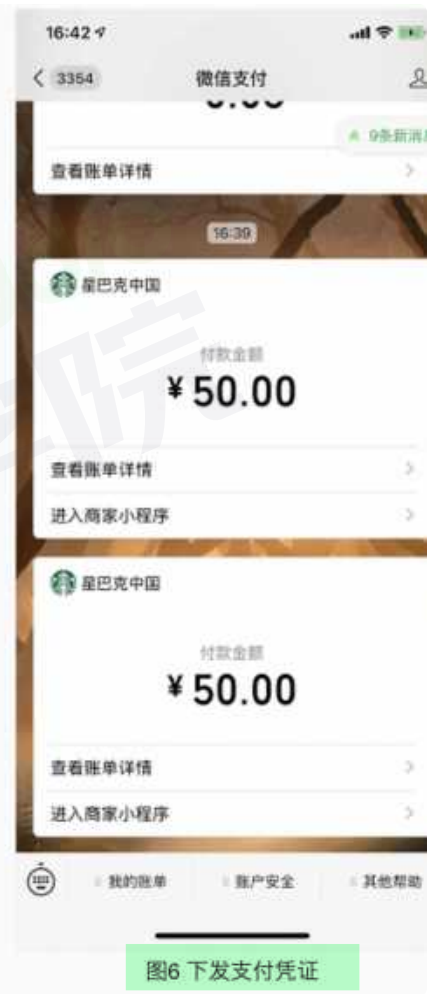 16:42
3354
微信支付
9条新消息
查看账单详情
16:39
星巴克中国
付款金额
¥50.00
查看账单详情
进入商家小程序
星巴克中国
付款金额
¥50.00
查看账单详情
进入商家小程序
我的账单
账户安全
其他帮助
图6 下发支付凭证